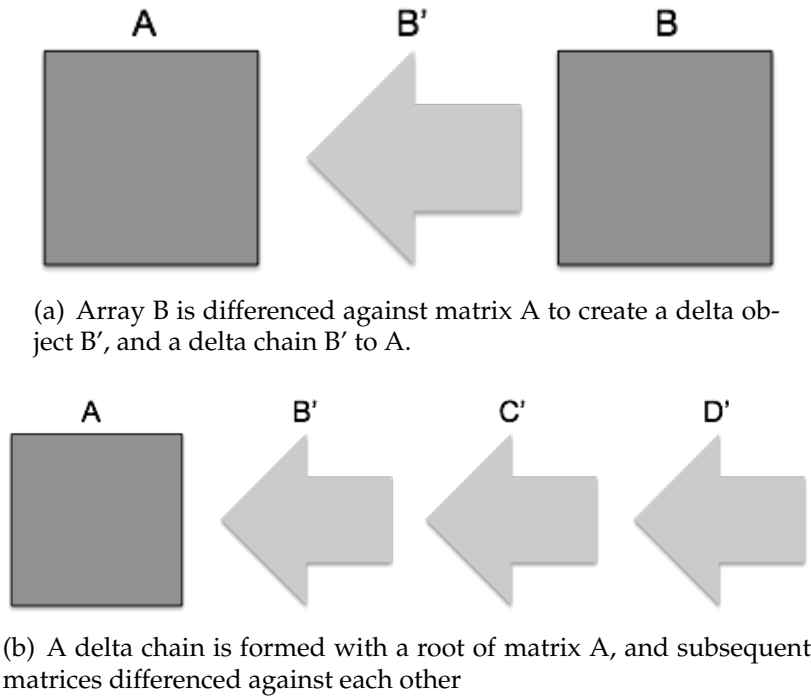 A B’ B
(a) Array B is differenced against matrix A to create a delta ob-
ject B’, and a delta chain B’ to A.
A B’ C’ D’
(b) A delta chain is formed with a root of matrix A, and subsequent
matrices differenced against each other